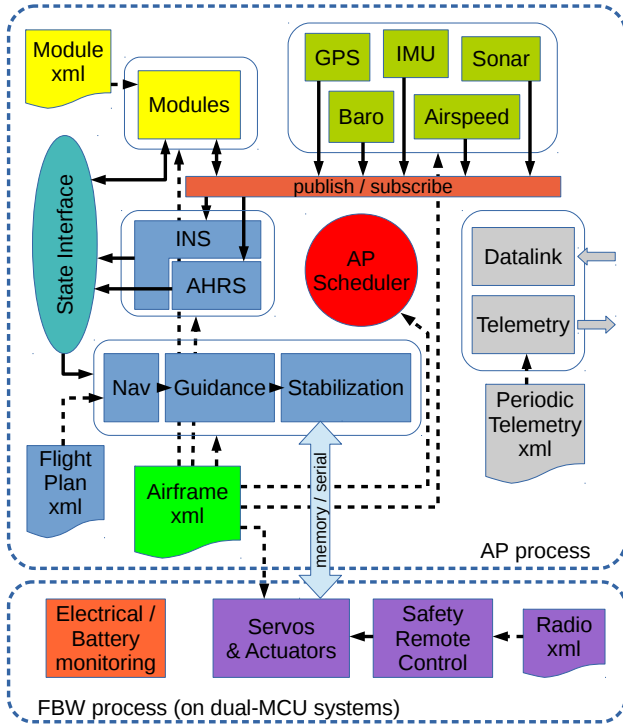 Module
xml
Modules
GPS
IMU
Sonar
Baro
Airspeed
publish / subscribe
State Interface
INS
AHRS
AP
Scheduler
Datalink
Telemetry
Nav
Guidance
Stabilization
Periodic
Telemetry
xml
Flight
Plan
xml
Airframe
xml
memory / serial
AP process
Electrical /
Battery
monitoring
Servos
& Actuators
Safety
Remote
Control
Radio
xml
FBW process (on dual-MCU systems)